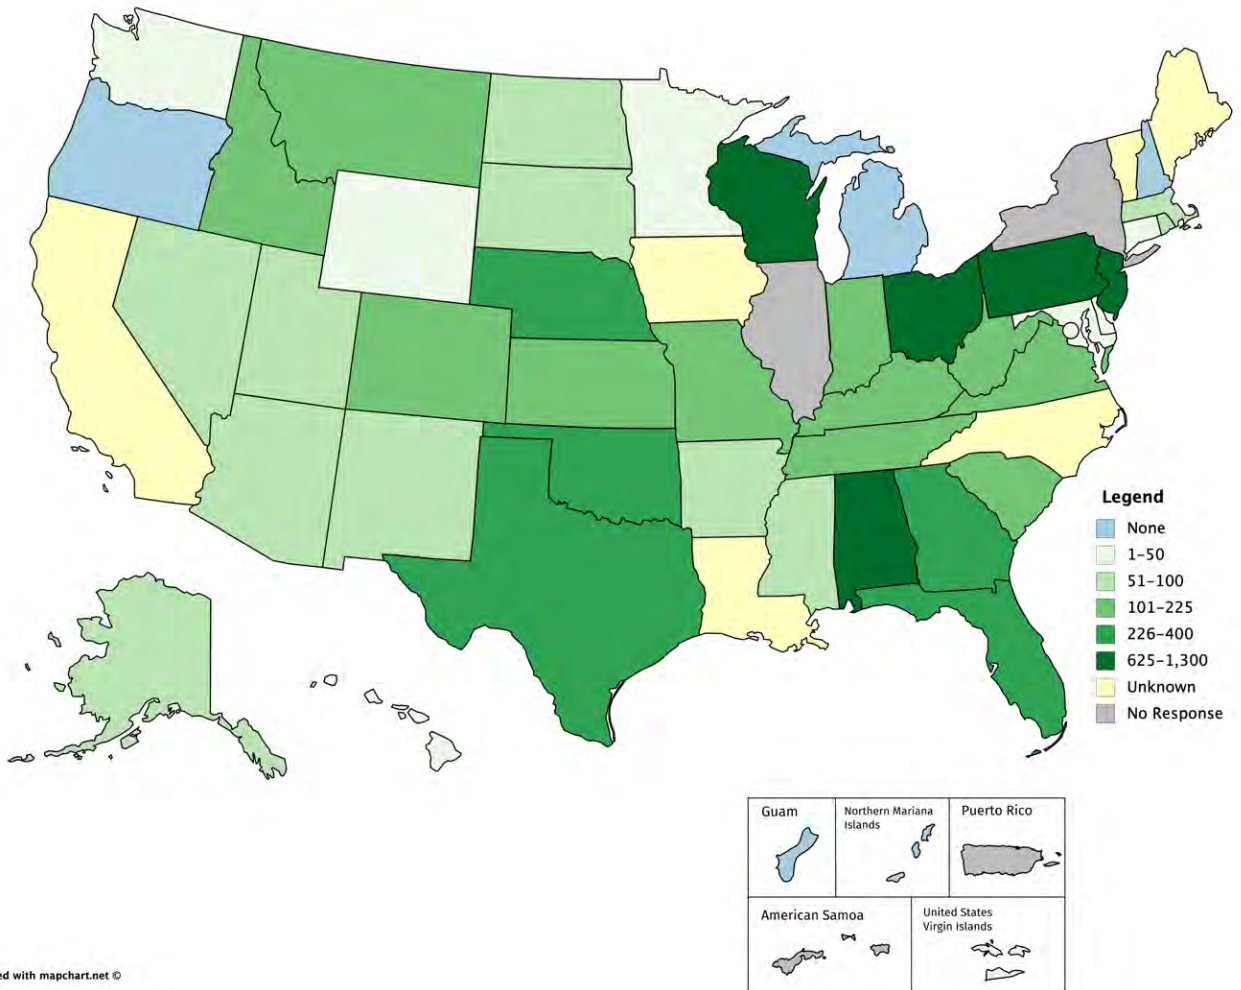 Legend
None
1–50
51–100
101–225
226–400
625–1,300
Unknown
No Response
Guam
Northern Mariana
Islands
Puerto Rico
American Samoa
United States
Virgin Islands
ed with mapchart.net ©